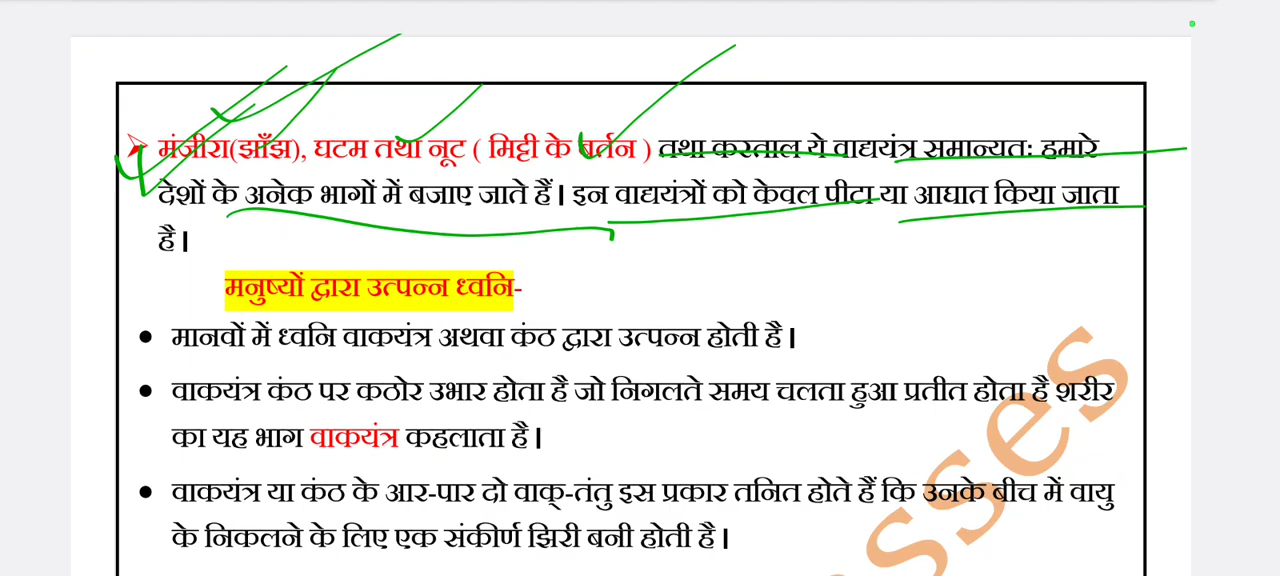 ➢ मंजीरा(झाँझ), घटम तथा नूट ( मिट्टी के बर्तन ) तथा करताल ये वाद्ययंत्र समान्यतः हमारे
देशों के अनेक भागों में बजाए जाते हैं। इन वाद्ययंत्रों को केवल पीटा या आघात किया जाता
है।
मनुष्यों द्वारा उत्पन्न ध्वनि-
• मानवों में ध्वनि वाकयंत्र अथवा कंठ द्वारा उत्पन्न होती है।
• वाकयंत्र कंठ पर कठोर उभार होता है जो निगलते समय चलता हुआ प्रतीत होता है शरीर
का यह भाग वाकयंत्र कहलाता है।
• वाकयंत्र या कंठ के आर-पार दो वाक्-तंतु इस प्रकार तनित होते हैं कि उनके बीच में वायु
के निकलने के लिए एक संकीर्ण झिरी बनी होती है।
sses